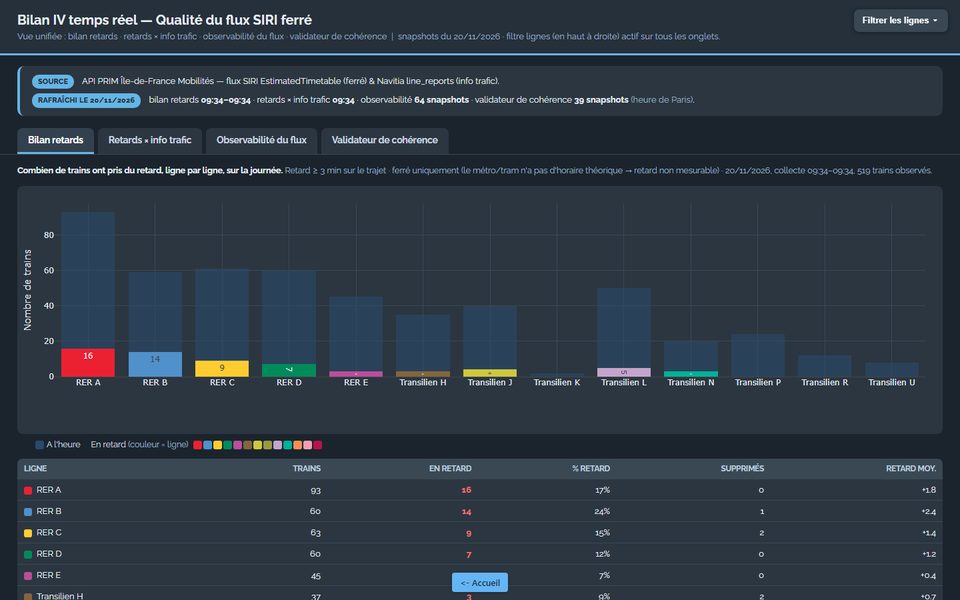 Bilan IV temps réel — Qualité du flux SIRI ferré
Filtrer les lignes
Vue unifiée : bilan retards · retards × info trafic · observabilité du flux · validateur de cohérence | snapshots du 20/11/2026 · filtre lignes (en haut à droite) actif sur tous les onglets.
SOURCE API PRIM Île-de-France Mobilités — flux SIRI EstimatedTimetable (ferré) & Navitia line_reports (info trafic).
RAFRAÎCHI LE 20/11/2026 bilan retards 09:34–09:34 · retards × info trafic 09:34 · observabilité 64 snapshots · validateur de cohérence 39 snapshots (heure de Paris).
Bilan retards Retards × info trafic Observabilité du flux Validateur de cohérence
Combien de trains ont pris du retard, ligne par ligne, sur la journée. Retard ≥ 3 min sur le trajet · ferré uniquement (le métro/tram n'a pas d'horaire théorique → retard non mesurable) · 20/11/2026, collecte 09:34–09:34, 519 trains observés.
Nombre de trains
80
60
40
20
0
16 14 9 7 5
RER A RER B RER C RER D RER E Transilien H Transilien J Transilien K Transilien L Transilien N Transilien P Transilien R Transilien U
A l'heure En retard (couleur = ligne)
LIGNE TRAINS EN RETARD % RETARD SUPPRIMÉS RETARD MOY.
RER A 93 16 17% 0 +1.8
RER B 60 14 24% 1 +2.4
RER C 63 9 15% 2 +1.4
RER D 60 7 12% 0 +1.2
RER E 45 7% 0 +0.4
<- Accueil
Transilien H 37 3 9% 2 +0.7